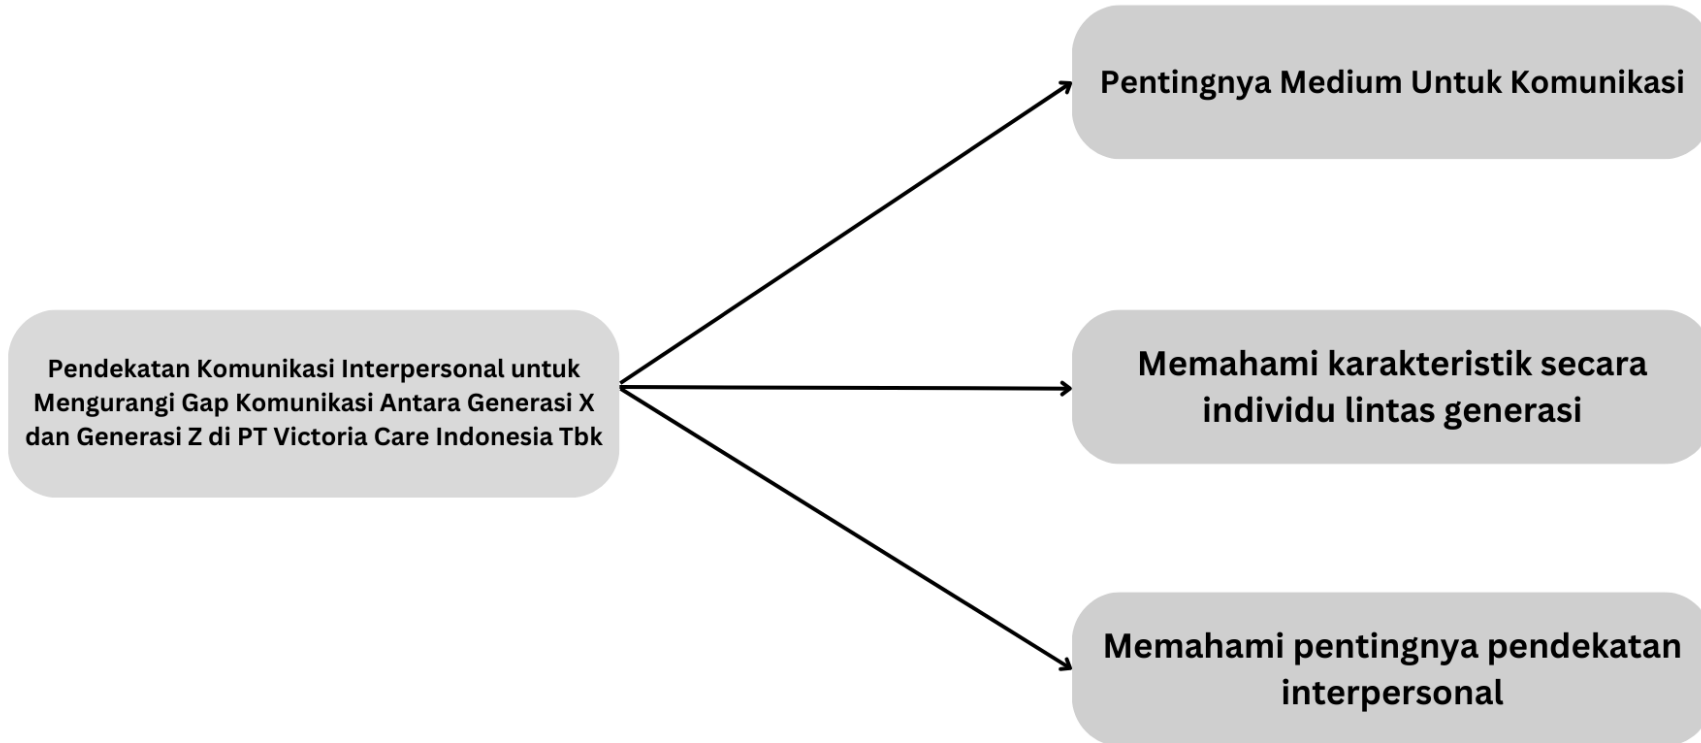 Pentingnya Medium Untuk Komunikasi
Pendekatan Komunikasi Interpersonal untuk
Mengurangi Gap Komunikasi Antara Generasi X
dan Generasi Z di PT Victoria Care Indonesia Tbk
Memahami karakteristik secara
individu lintas generasi
Memahami pentingnya pendekatan
interpersonal